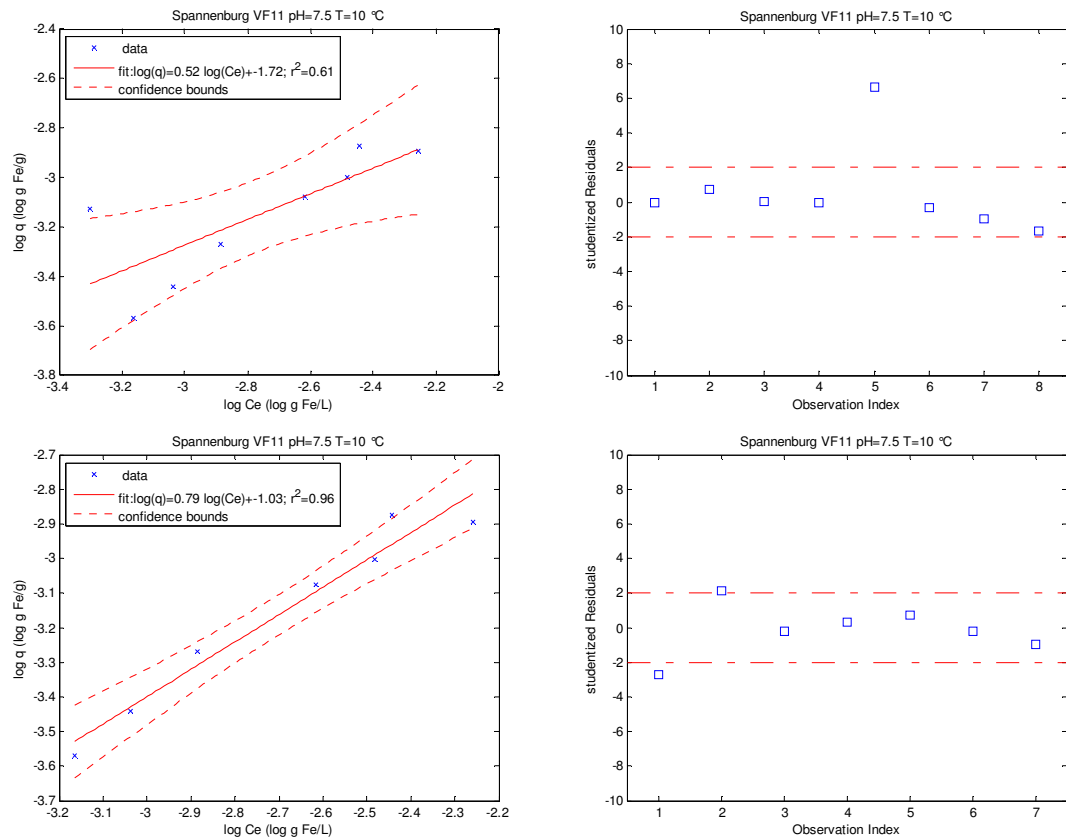 Spannenburg VF11 pH=7.5 T=10 °C
data
fit:log(q)=0.52 log(Ce)+-1.72; r²=0.61
confidence bounds
-2.4
-2.6
-2.8
-3
-3.2
-3.4
-3.6
-3.8
log q (log g Fe/g)
-3.4 -3.2 -3 -2.8 -2.6 -2.4 -2.2 -2
log Ce (log g Fe/L)
Spannenburg VF11 pH=7.5 T=10 °C
10
8
6
4
2
0
-2
-4
-6
-8
-10
studentized Residuals
1 2 3 4 5 6 7 8
Observation Index
Spannenburg VF11 pH=7.5 T=10 °C
data
fit:log(q)=0.79 log(Ce)+-1.03; r²=0.96
confidence bounds
-2.7
-2.8
-2.9
-3
-3.1
-3.2
-3.3
-3.4
-3.5
-3.6
-3.7
log q (log g Fe/g)
-3.2 -3.1 -3 -2.9 -2.8 -2.7 -2.6 -2.5 -2.4 -2.3 -2.2
log Ce (log g Fe/L)
Spannenburg VF11 pH=7.5 T=10 °C
10
8
6
4
2
0
-2
-4
-6
-8
-10
studentized Residuals
1 2 3 4 5 6 7
Observation Index